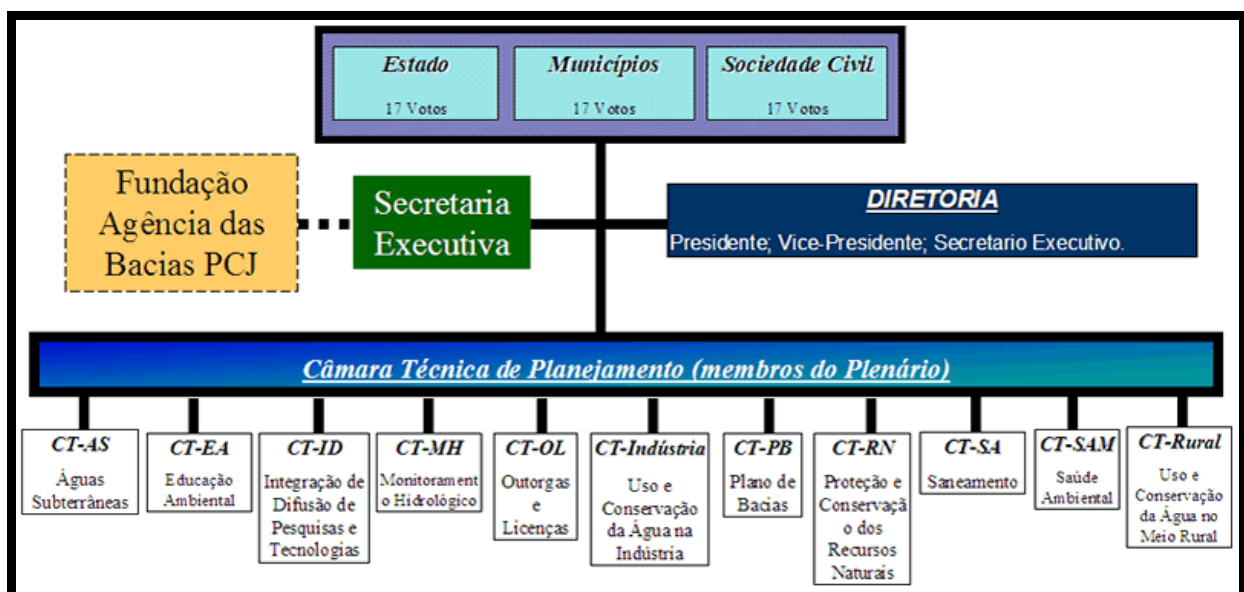 Estado
17 Votos
Municípios
17 Votos
Sociedade Civil
17 Votos
Fundação
Agência das
Bacias PCJ
Secretaria
Executiva
DIRETORIA
Presidente; Vice-Presidente; Secretario Executivo.
Câmara Técnica de Planejamento (membros do Plenário)
CT-AS
Águas
Subterrâneas
CT-EA
Educação
Ambiental
CT-ID
Integração de
Difusão de
Pesquisas e
Tecnologias
CT-MH
Monitorament
o Hidrológico
CT-OL
Outorgas
e
Licenças
CT-Indústria
Uso e
Conservação
da Água na
Indústria
CT-PB
Plano de
Bacias
CT-RN
Proteção e
Conservaçã
o dos
Recursos
Naturais
CT-SA
Saneamento
CT-SAM
Saúde
Ambiental
CT-Rural
Uso e
Conservação
da Água no
Meio Rural